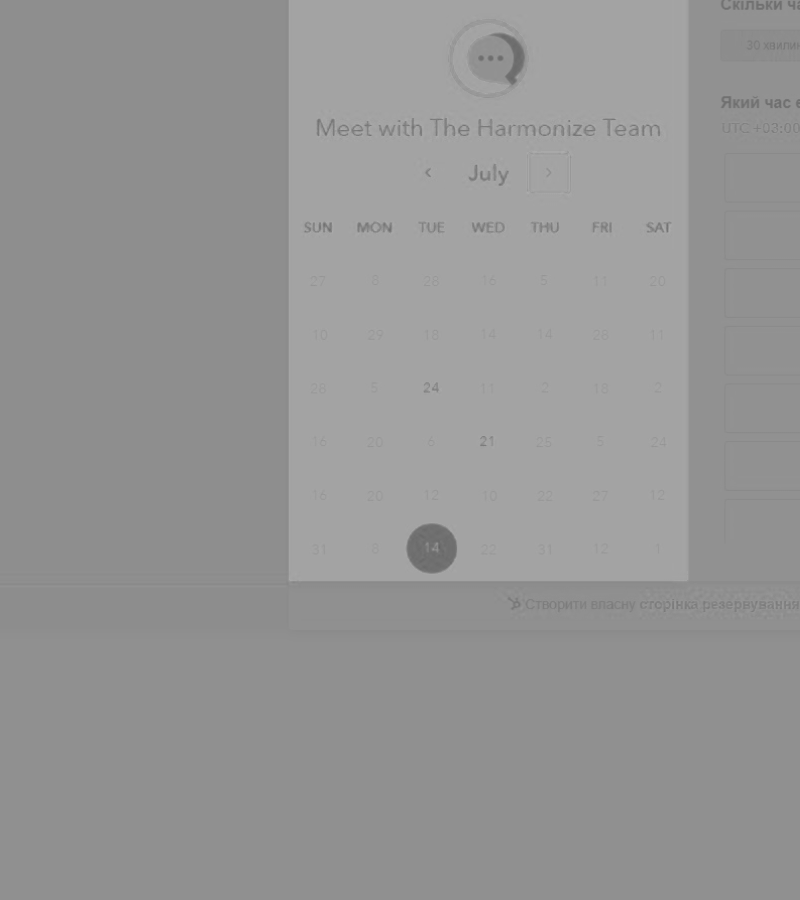 Скільки ча
30 хвилин
Meet with The Harmonize Team
July
Який час
UTC +03:00
SUN MON TUE WED THU FRI SAT
27 8 28 16 5 11 20
10 29 18 14 14 26 11
26 5 24 11 2 18 2
16 20 6 21 25 5 24
16 20 12 10 22 27 12
31 8 14 22 31 12 1
Створити власну сторінка резервування